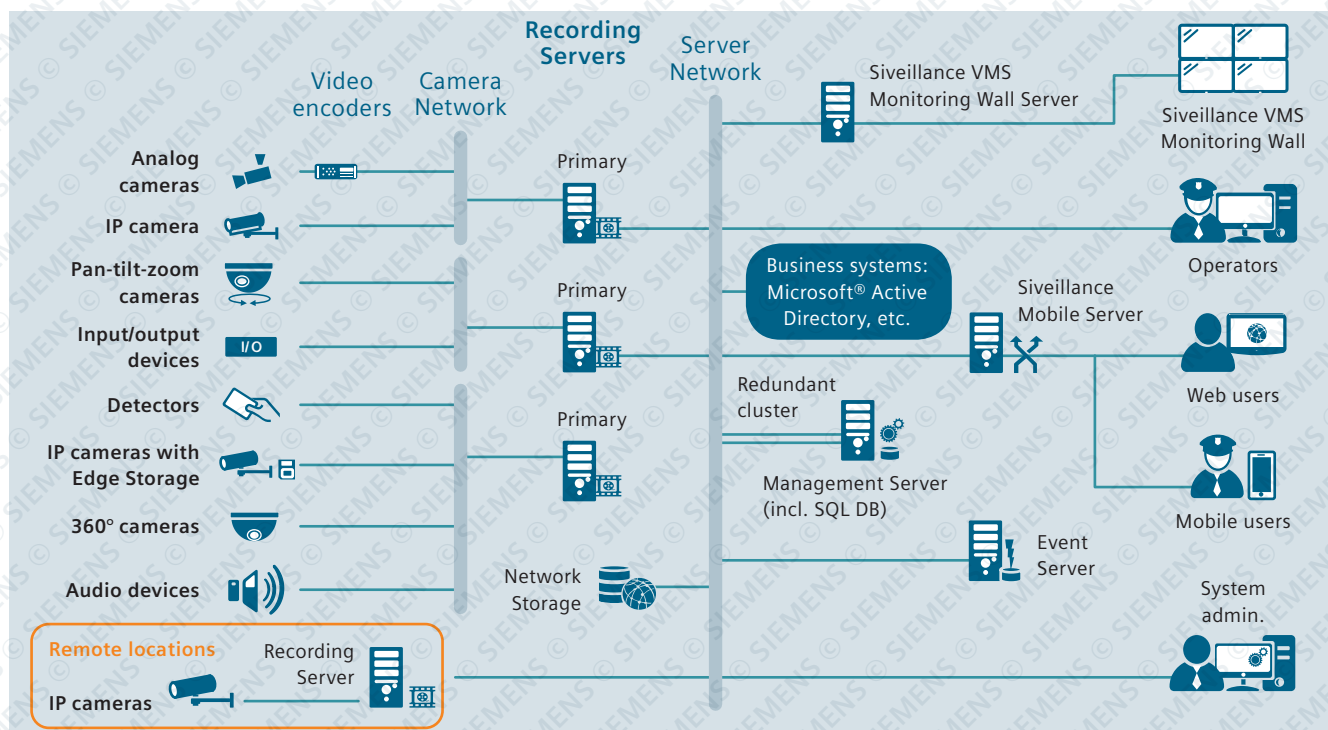 Recording
Servers
Server
Network
Video
encoders
Camera
Network
Siveillance VMS
Monitoring Wall Server
Siveillance VMS
Monitoring Wall
Analog
cameras
IP camera
Pan-tilt-zoom
cameras
Input/output
devices
I/O
Detectors
IP cameras with
Edge Storage
360° cameras
Audio devices
Primary
Primary
Primary
Network
Storage
Business systems:
Microsoft® Active
Directory, etc.
Operators
Siveillance
Mobile Server
Web users
Redundant
cluster
Management Server
(incl. SQL DB)
Mobile users
Event
Server
System
admin.
Remote locations
Recording
Server
IP cameras
SIEMENS ©